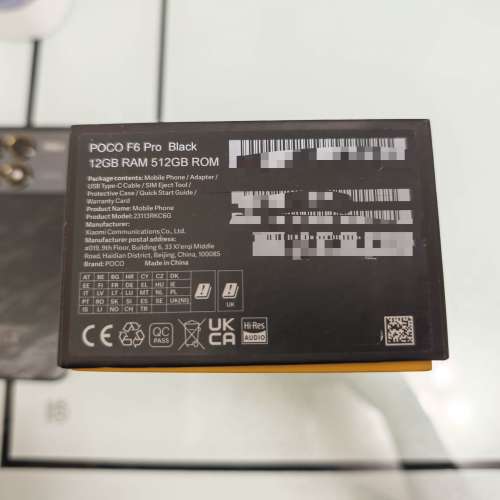 POCO F6 Pro Black
12GB RAM 512GB ROM
Package contents: Mobile Phone / Adapter /
USB Type-C Cable / SIM Eject Tool /
Protective Case / Quick Start Guide /
Warranty Card
Product Name: Mobile Phone
Product Model: 23113RKC6G
Manufacturer:
Xiaomi Communications Co., Ltd.
Manufacturer postal address:
#019, 9th Floor, Building 6, 33 Xi'erqi Middle
Road, Haidian District, Beijing, China, 100085
Brand: POCO Made in China
AT BE BG HR CY CZ DK
EE FI FR DE EL HU IE
IT LV LT LU MT NL PL
PT RO SK SI ES SE UK(NI)
IS LI NO CH TR
UK
CE
QC
PASS
UK
CA
Hi-Res
AUDIO